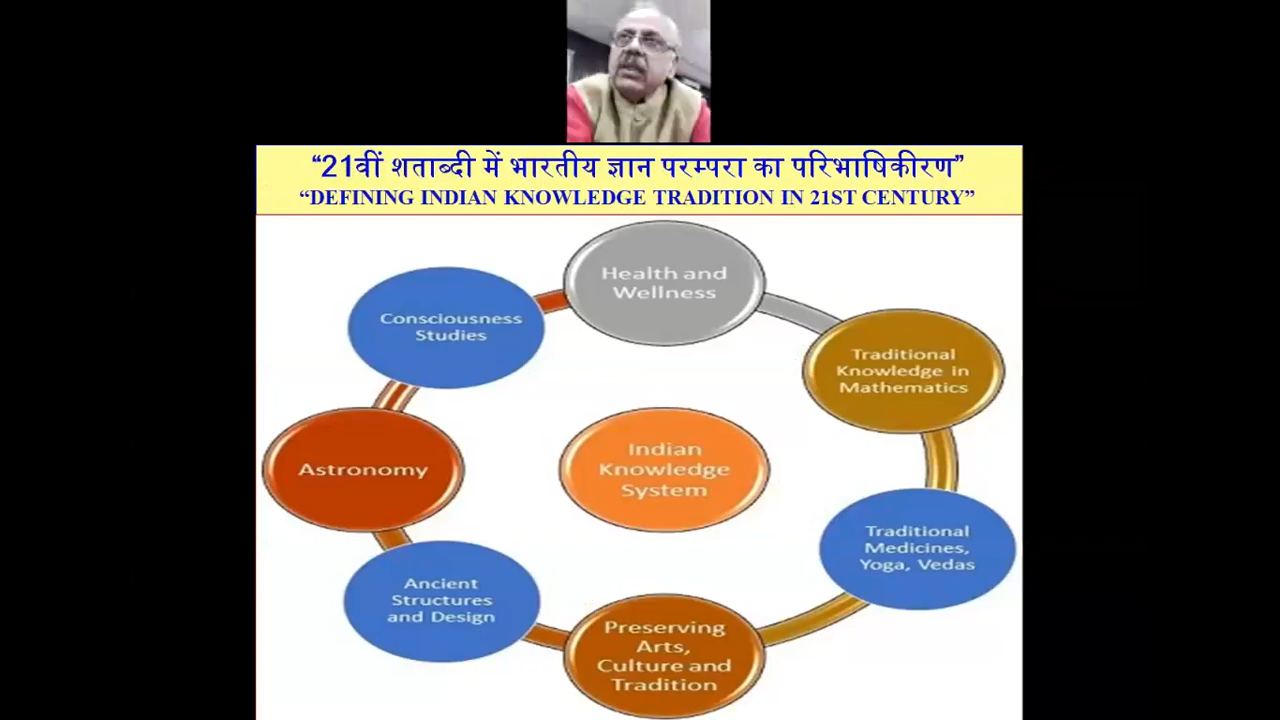 “21वीं शताब्दी में भारतीय ज्ञान परम्परा का परिभाषिकीरण”
“DEFINING INDIAN KNOWLEDGE TRADITION IN 21ST CENTURY”
Health and
Wellness
Traditional
Knowledge in
Mathematics
Traditional
Medicines,
Yoga, Vedas
Preserving
Arts,
Culture and
Tradition
Ancient
Structures
and Design
Astronomy
Consciousness
Studies
Indian
Knowledge
System